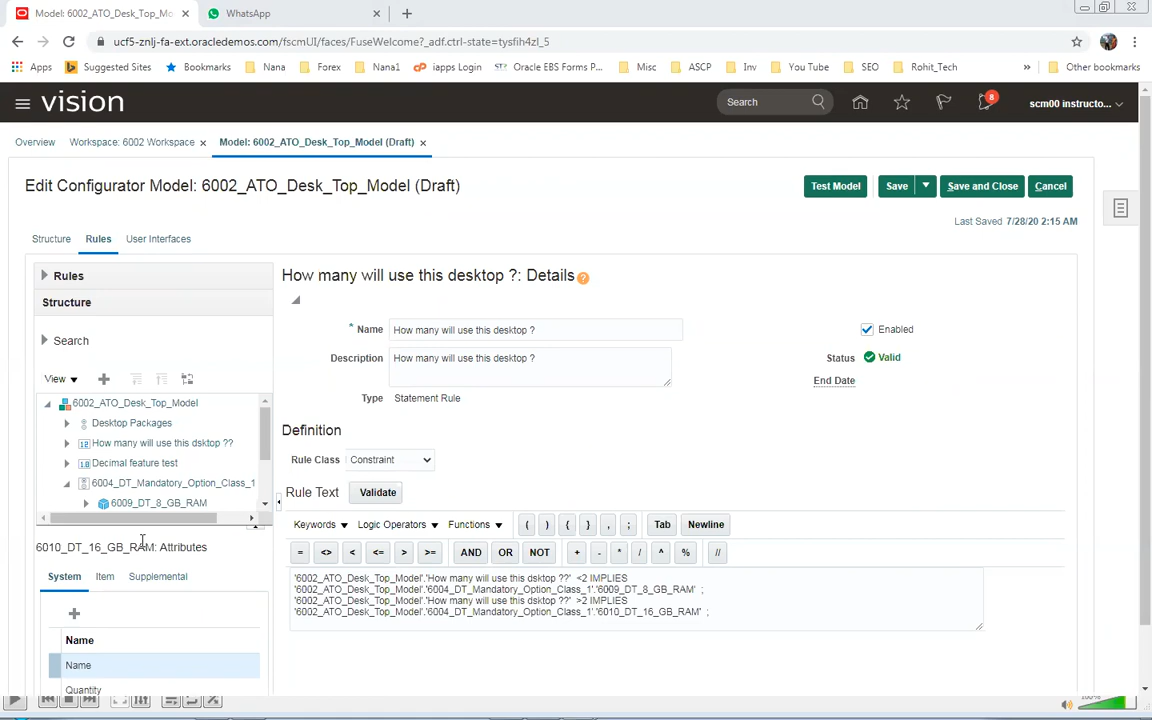 Model: 6002_ATO_Desk_Top_Mo
WhatsApp
ucf5-znlj-fa-ext.oracledemos.com/fscmUI/faces/FuseWelcome?_adf.ctrl-state=tysfih4zl_5
Apps Suggested Sites Bookmarks Nana Forex Nana1 iapps Login Oracle EBS Forms P... Misc ASCP Inv You Tube SEO Rohit_Tech » Other bookmarks
vision
Search
8
scm00 instructo...
Overview Workspace: 6002 Workspace Model: 6002_ATO_Desk_Top_Model (Draft)
Edit Configurator Model: 6002_ATO_Desk_Top_Model (Draft)
Test Model Save Save and Close Cancel
Last Saved 7/28/20 2:15 AM
Structure Rules User Interfaces
Rules
Structure
Search
View
6002_ATO_Desk_Top_Model
Desktop Packages
12 How many will use this dsktop ??
1.0 Decimal feature test
6004_DT_Mandatory_Option_Class_1
6009_DT_8_GB_RAM
6010_DT_16_GB_RAM: Attributes
System Item Supplemental
Name
Name
Quantity
How many will use this desktop ?: Details ?
* Name How many will use this desktop ?
Enabled
Description How many will use this desktop ?
Status Valid
End Date
Type Statement Rule
Definition
Rule Class Constraint
Rule Text Validate
Keywords Logic Operators Functions ( ) { } , ; Tab Newline
= <> < <= > >= AND OR NOT + - * / ^ % //
'6002_ATO_Desk_Top_Model'.'How many will use this dsktop ??' <2 IMPLIES
'6002_ATO_Desk_Top_Model'.'6004_DT_Mandatory_Option_Class_1'.'6009_DT_8_GB_RAM' ;
'6002_ATO_Desk_Top_Model'.'How many will use this dsktop ??' >2 IMPLIES
'6002_ATO_Desk_Top_Model'.'6004_DT_Mandatory_Option_Class_1'.'6010_DT_16_GB_RAM' ;
100%